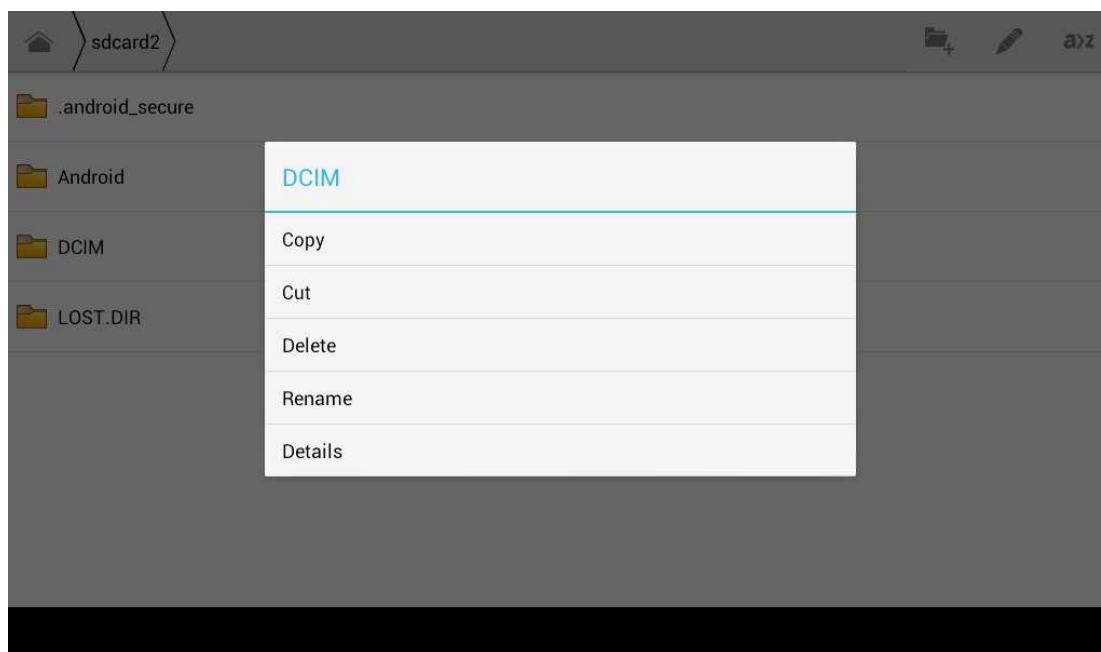 sdcard2
a>z
.android_secure
Android
DCIM
LOST.DIR
DCIM
Copy
Cut
Delete
Rename
Details